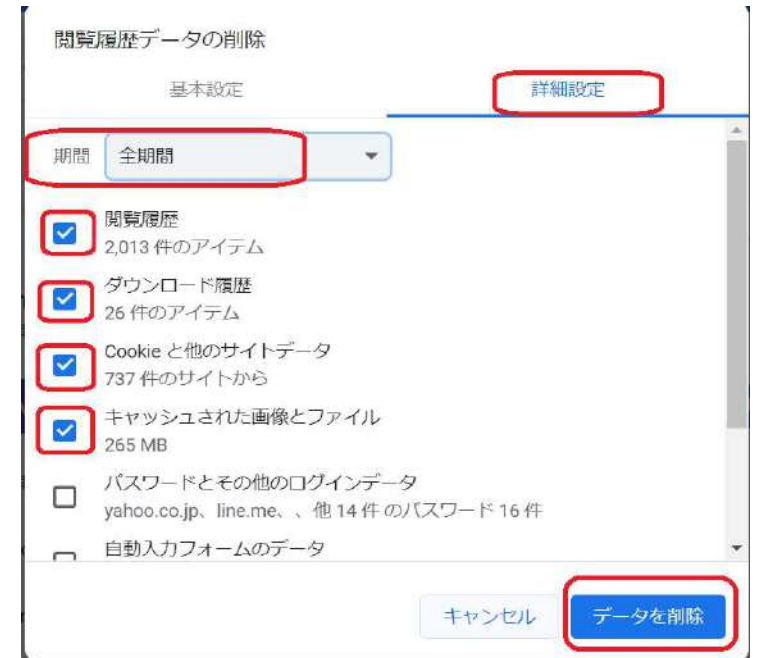 閲覧履歴データの削除
基本設定
詳細設定
期間 全期間
閲覧履歴
2,013 件のアイテム
ダウンロード履歴
26 件のアイテム
Cookie と他のサイトデータ
737 件のサイトから
キャッシュされた画像とファイル
265 MB
パスワードとその他のログインデータ
yahoo.co.jp、line.me、、他 14 件 のパスワード 16 件
自動入力フォームのデータ
キャンセル
データを削除